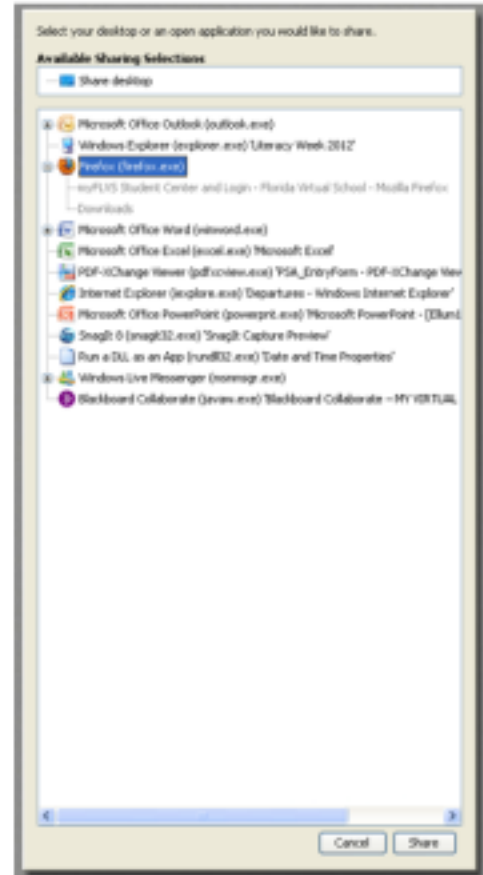 Select your desktop or an open application you would like to share.
Available Sharing Selections
Share desktop
Microsoft Office Outlook (outlook.exe)
Windows Explorer (explorer.exe) 'Literacy Week 2012'
Firefox (firefox.exe)
myFLVS Student Center and Login - Florida Virtual School - Mozilla Firefox
Downloads
Microsoft Office Word (winword.exe)
Microsoft Office Excel (excel.exe) 'Microsoft Excel'
PDF-XChange Viewer (pdfxcview.exe) 'PSA_EntryForm - PDF-XChange View
Internet Explorer (iexplore.exe) 'Departures - Windows Internet Explorer'
Microsoft Office PowerPoint (powerpnt.exe) 'Microsoft PowerPoint - [Illumi
SnagIt 8 (snagit32.exe) 'SnagIt Capture Preview'
Run a DLL as an App (rundll32.exe) 'Date and Time Properties'
Windows Live Messenger (msnmsgr.exe)
Blackboard Collaborate (javaw.exe) 'Blackboard Collaborate -- MY VIRTUAL
Cancel Share